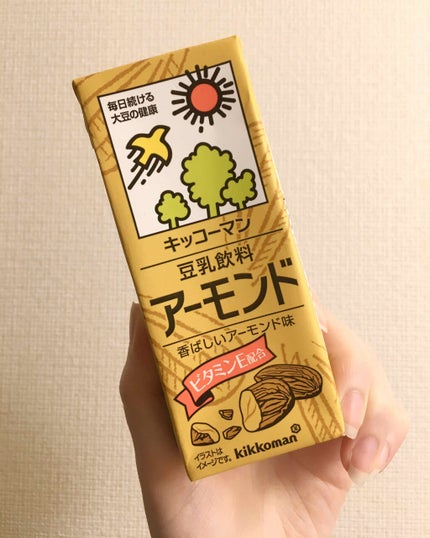 毎日続ける
大豆の健康
キッコーマン
豆乳飲料
アーモンド
香ばしいアーモンド味
ビタミンE配合
イラストは
イメージです。
kikkoman®